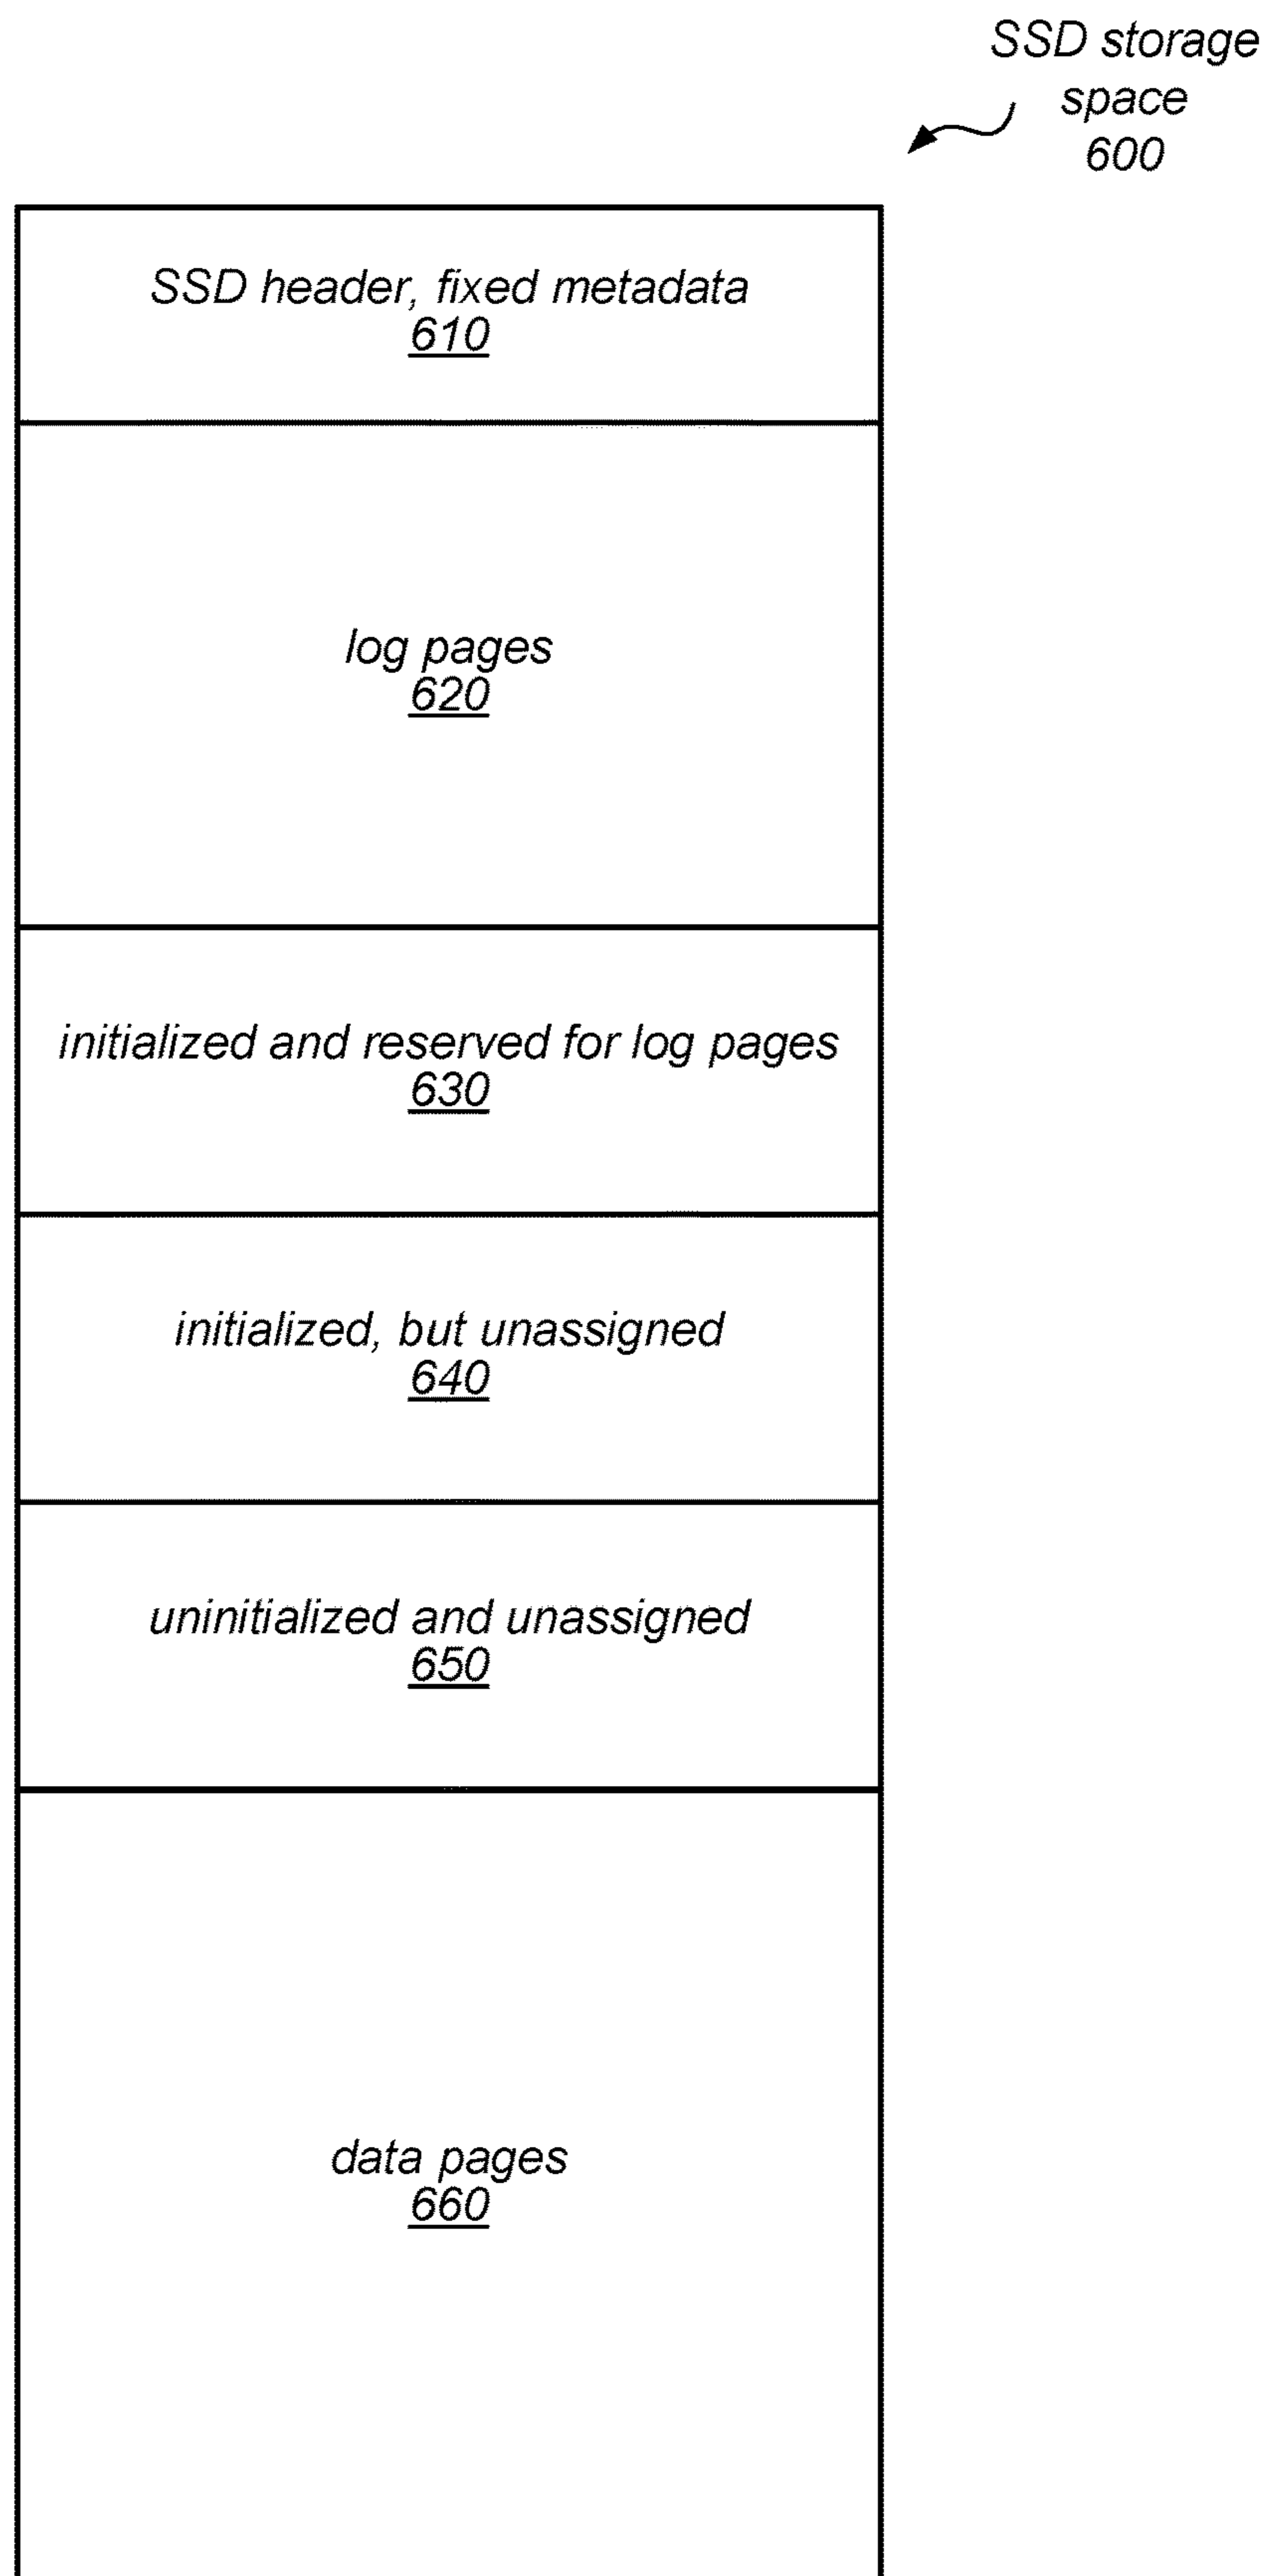 SSD storage
space
600
SSD header, fixed metadata
610
log pages
620
initialized and reserved for log pages
630
initialized, but unassigned
640
uninitialized and unassigned
650
data pages
660